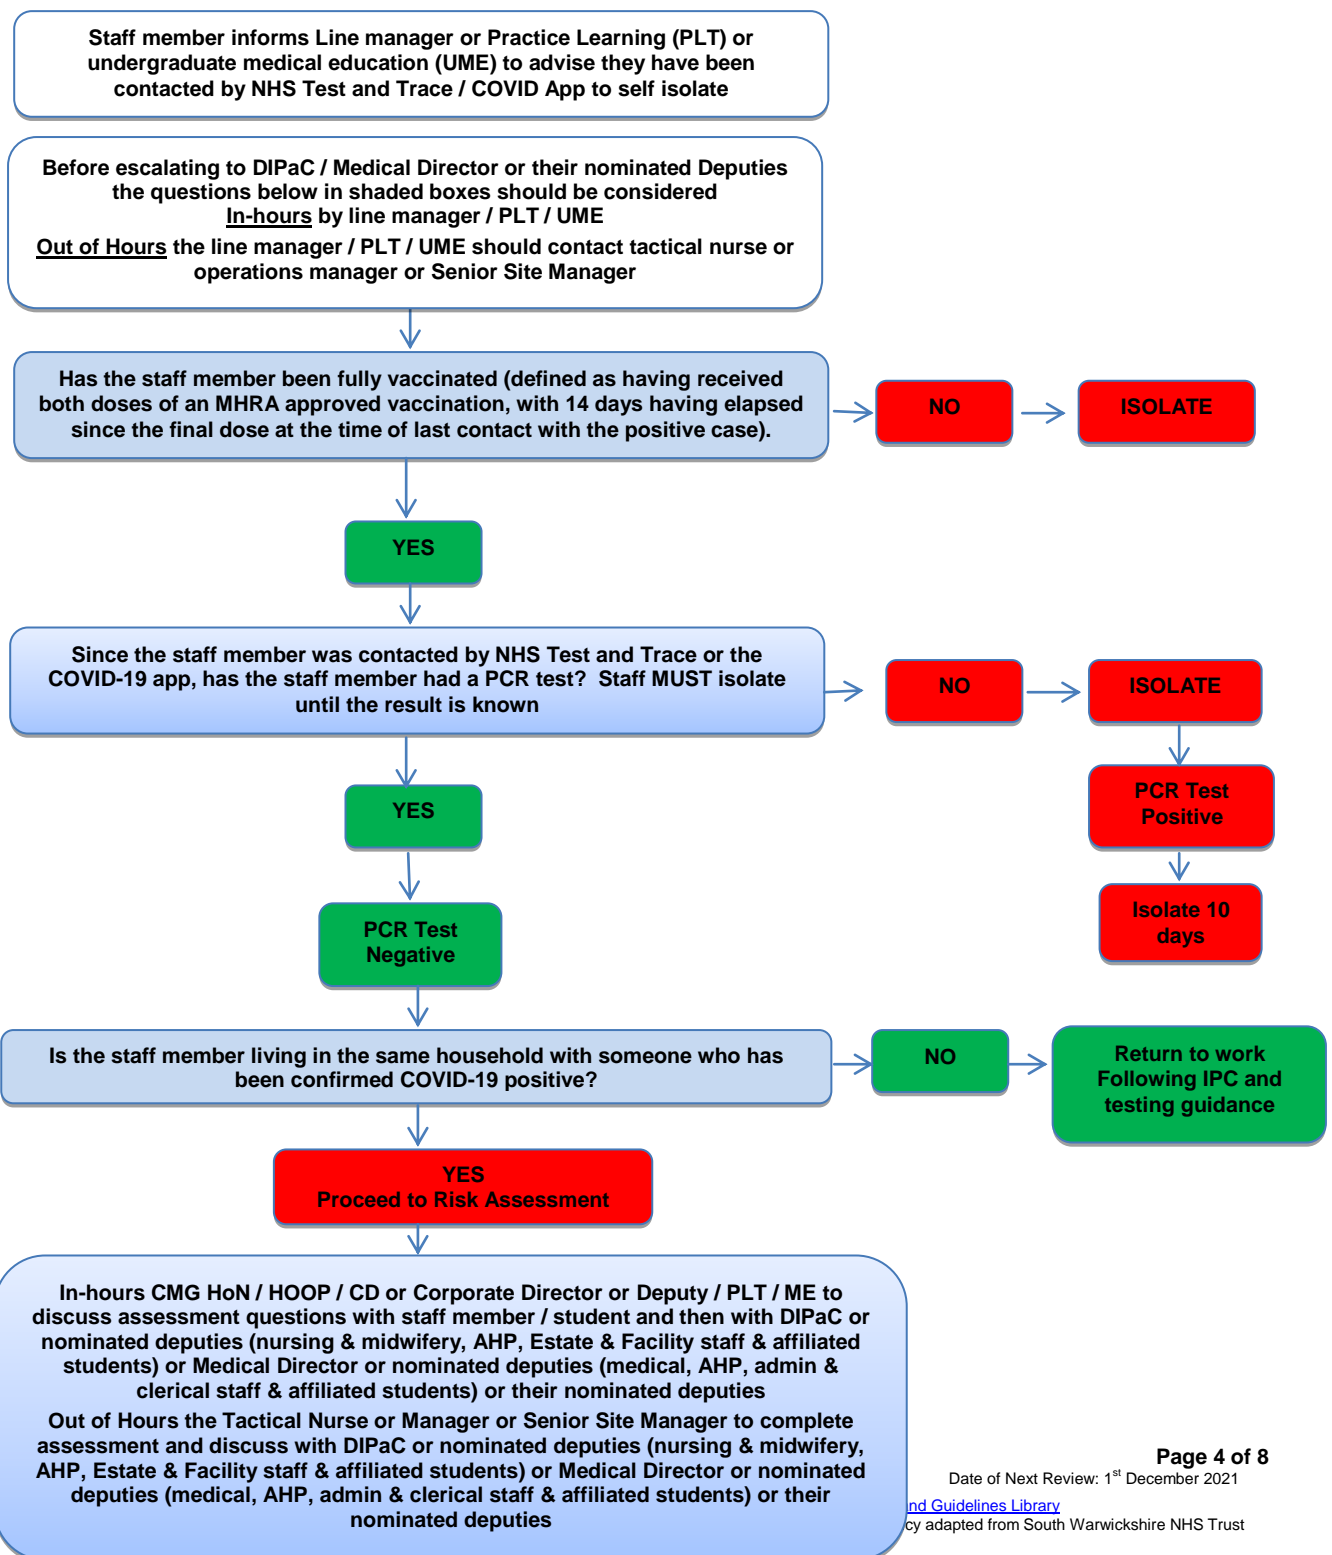 Staff member informs Line manager or Practice Learning (PLT) or
undergraduate medical education (UME) to advise they have been
contacted by NHS Test and Trace / COVID App to self isolate
Before escalating to DIPaC / Medical Director or their nominated Deputies
the questions below in shaded boxes should be considered
In-hours by line manager / PLT / UME
Out of Hours the line manager / PLT / UME should contact tactical nurse or
operations manager or Senior Site Manager
Has the staff member been fully vaccinated (defined as having received
both doses of an MHRA approved vaccination, with 14 days having elapsed
since the final dose at the time of last contact with the positive case).
NO
ISOLATE
YES
Since the staff member was contacted by NHS Test and Trace or the
COVID-19 app, has the staff member had a PCR test?  Staff MUST isolate
until the result is known
NO
ISOLATE
YES
PCR Test
Positive
PCR Test
Negative
Isolate 10
days
Is the staff member living in the same household with someone who has
been confirmed COVID-19 positive?
NO
Return to work
Following IPC and
testing guidance
YES
Proceed to Risk Assessment
In-hours CMG HoN / HOOP / CD or Corporate Director or Deputy / PLT / ME to
discuss assessment questions with staff member / student and then with DIPaC or
nominated deputies (nursing & midwifery, AHP, Estate & Facility staff & affiliated
students) or Medical Director or nominated deputies (medical, AHP, admin &
clerical staff & affiliated students) or their nominated deputies
Out of Hours the Tactical Nurse or Manager or Senior Site Manager to complete
assessment and discuss with DIPaC or nominated deputies (nursing & midwifery,
AHP, Estate & Facility staff & affiliated students) or Medical Director or nominated
deputies (medical, AHP, admin & clerical staff & affiliated students) or their
nominated deputies
Page 4 of 8
Date of Next Review: 1st December 2021
nd Guidelines Library
cy adapted from South Warwickshire NHS Trust